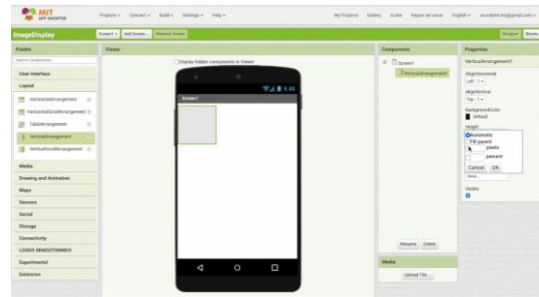 MIT
APP INVENTOR
Projects
Connect
Build
Settings
Help
My Projects
Gallery
Guide
Report an Issue
English
ImageDisplay
Screen1
Add Screen ...
Remove Screen
Designer
Blocks
Palette
Search Components...
User Interface
Layout
HorizontalArrangement
HorizontalScrollArrangement
TableArrangement
VerticalArrangement
VerticalScrollArrangement
Media
Drawing and Animation
Maps
Sensors
Social
Storage
Connectivity
LEGO® MINDSTORMS®
Experimental
Extension
Viewer
Display hidden components in Viewer
9:48
Screen1
Components
Screen1
VerticalArrangement1
Rename
Delete
Media
Upload File ...
Properties
VerticalArrangement1
AlignHorizontal
Left : 1
AlignVertical
Top : 1
BackgroundColor
Default
Height
Automatic
Fill parent
pixels
percent
Cancel
OK
None...
Visible